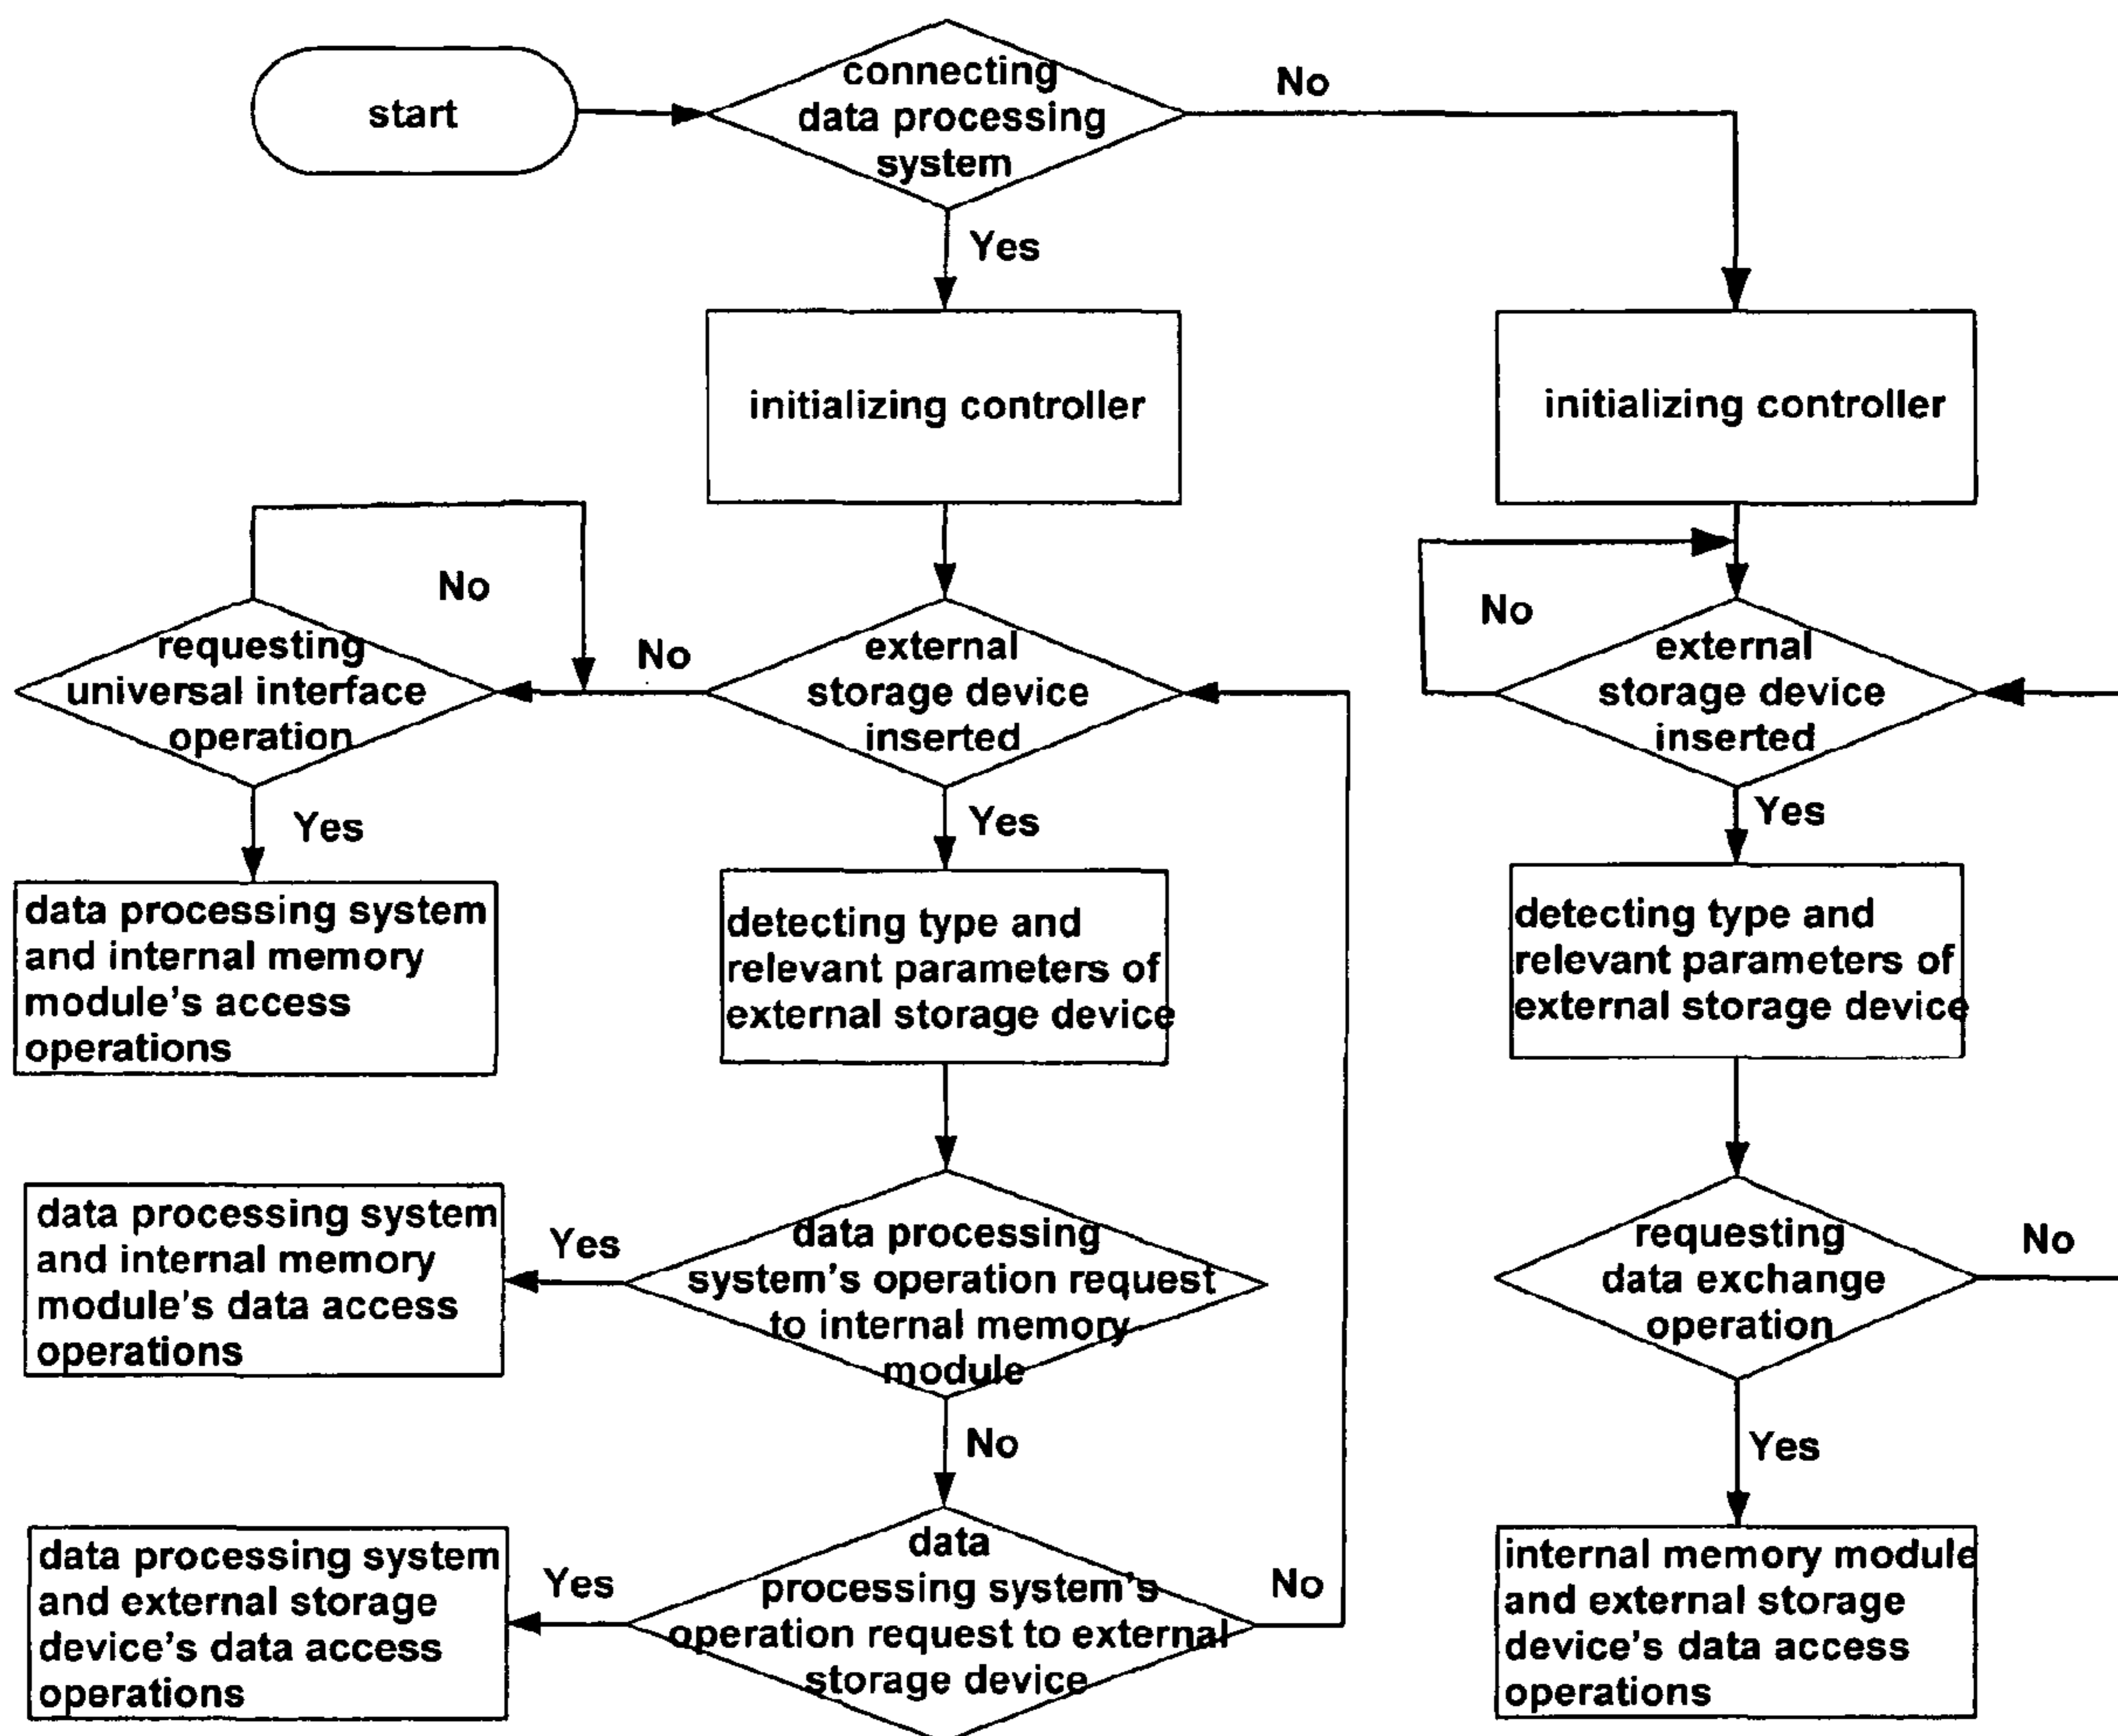 start
connecting
data processing
system
No
Yes
initializing controller
initializing controller
No
requesting
universal interface
operation
No
external
storage device
inserted
No
external
storage device
inserted
Yes
Yes
Yes
data processing system
and internal memory
module's access
operations
detecting type and
relevant parameters of
external storage device
detecting type and
relevant parameters of
external storage device
data processing system
and internal memory
module's data access
operations
Yes
data processing
system's operation request
to internal memory
module
requesting
data exchange
operation
No
No
Yes
data processing system
and external storage
device's data access
operations
Yes
data
processing system's
operation request to external
storage device
No
internal memory module
and external storage
device's data access
operations